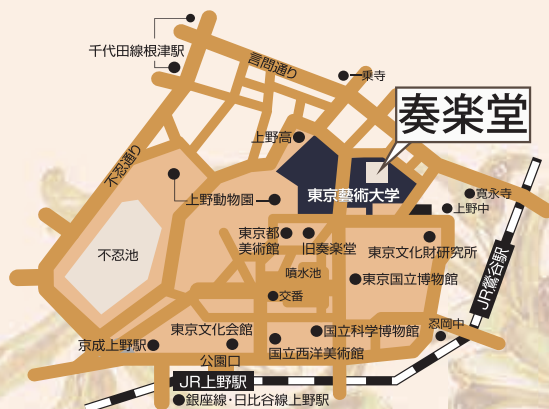 千代田線根津駅
言問通り
一乗寺
奏楽堂
上野高
不忍通り
東京藝術大学
上野動物園
寛永寺
上野中
東京都
美術館
旧奏楽堂
東京文化財研究所
不忍池
噴水池
東京国立博物館
JR鶯谷駅
交番
京成上野駅
東京文化会館
国立科学博物館
忍岡中
国立西洋美術館
公園口
JR上野駅
銀座線・日比谷線上野駅